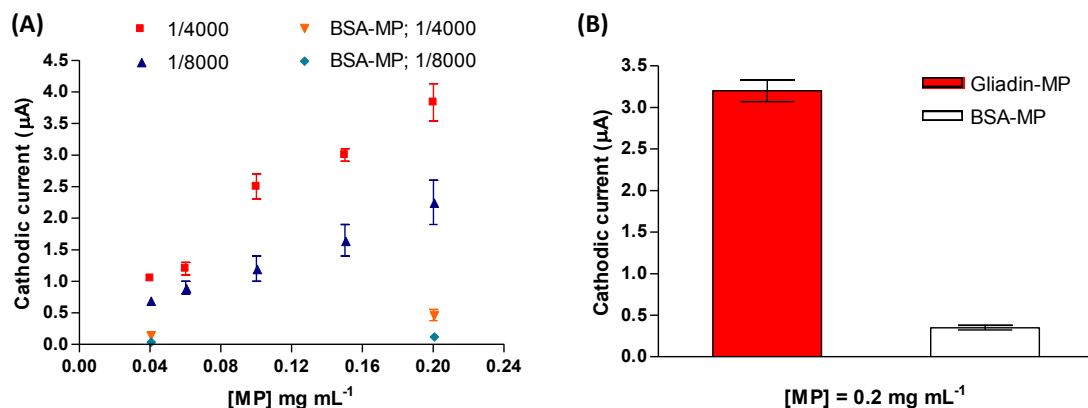 (A)
1/4000
BSA-MP; 1/4000
1/8000
BSA-MP; 1/8000
Cathodic current (µA)
4.5
4.0
3.5
3.0
2.5
2.0
1.5
1.0
0.5
0.0
0.00 0.04 0.08 0.12 0.16 0.20 0.24
[MP] mg mL⁻¹
(B)
Gliadin-MP
BSA-MP
Cathodic current (µA)
3.5
3.0
2.5
2.0
1.5
1.0
0.5
0.0
[MP] = 0.2 mg mL⁻¹